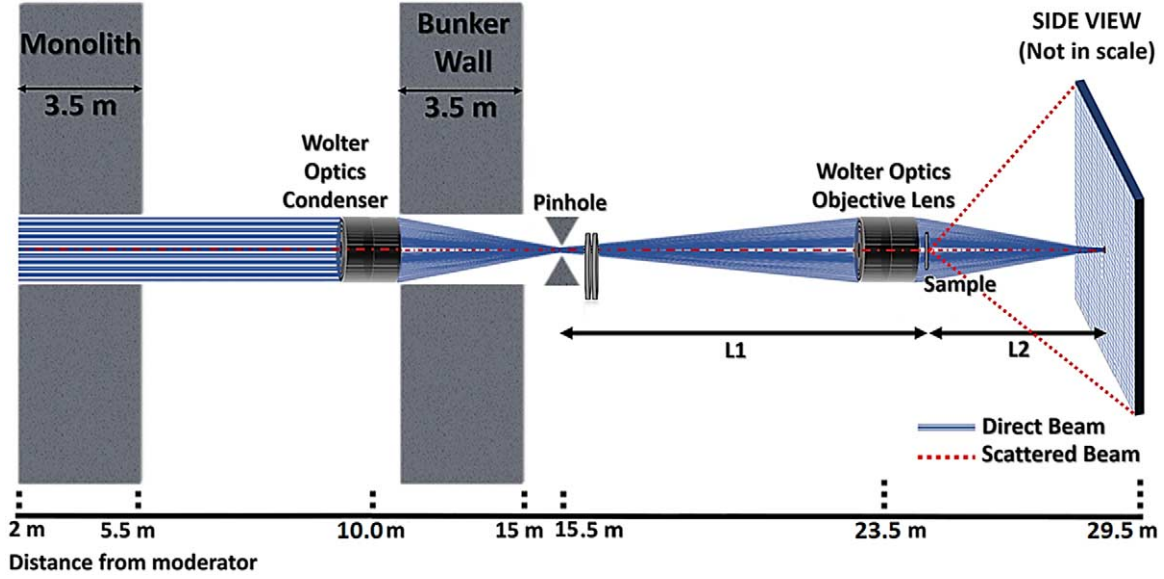 Monolith
3.5 m
Bunker
Wall
3.5 m
SIDE VIEW
(Not in scale)
Wolter
Optics
Condenser
Pinhole
Wolter Optics
Objective Lens
Sample
L1
L2
Direct Beam
Scattered Beam
2 m
5.5 m
10.0 m
15 m
15.5 m
23.5 m
29.5 m
Distance from moderator